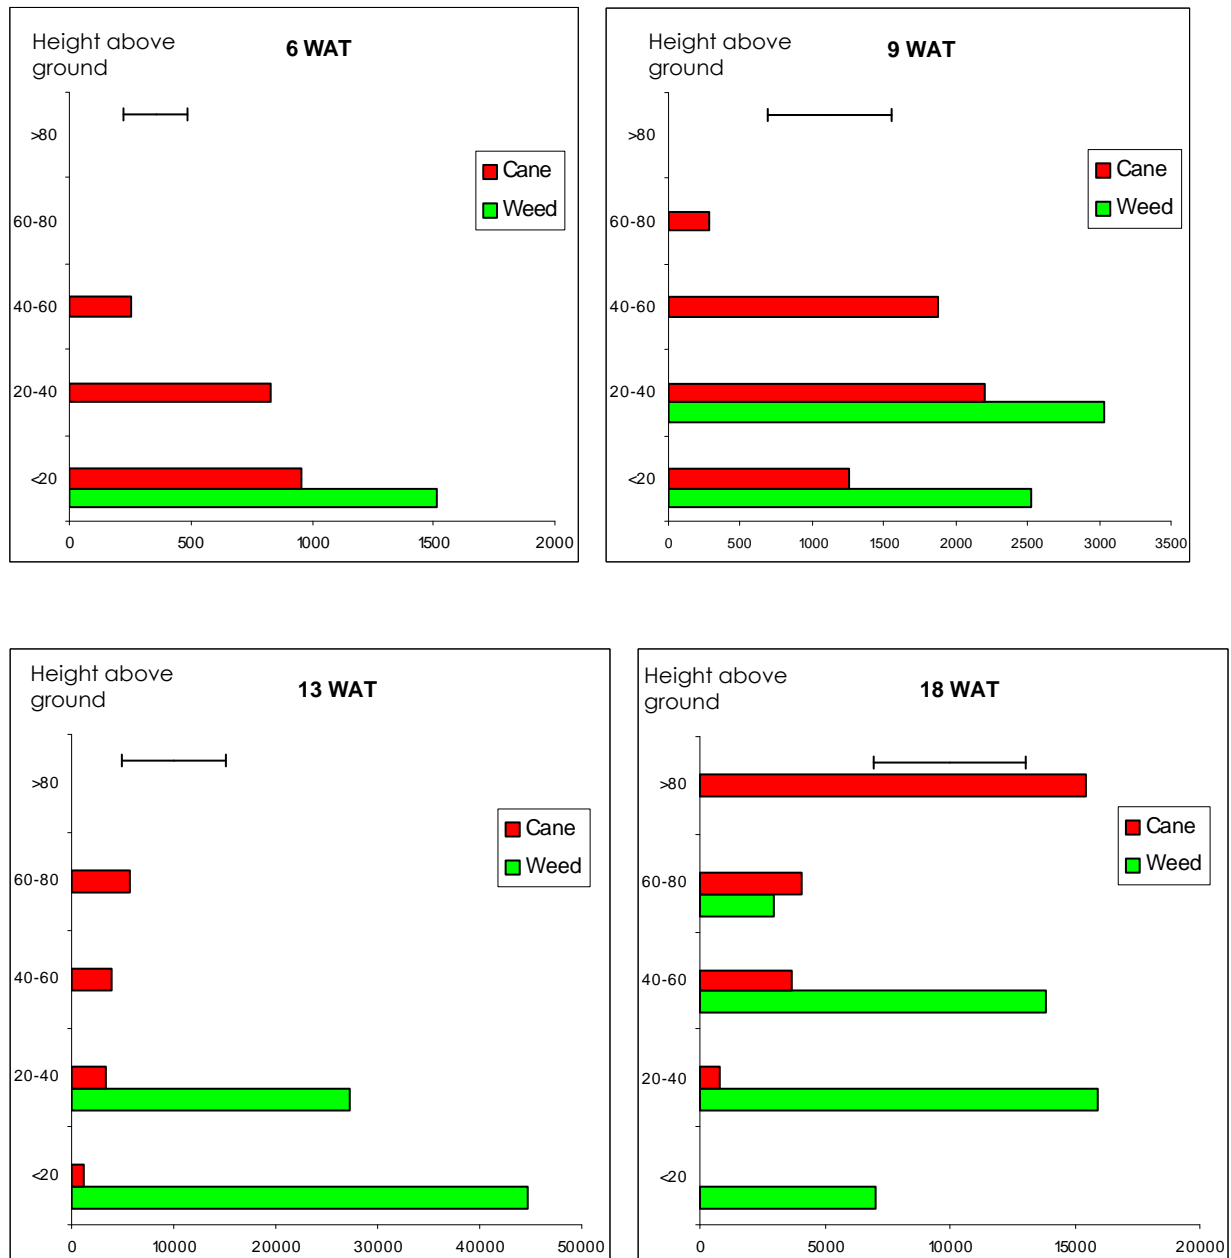 Height above
ground
6 WAT
>80
60-80
40-60
20-40
<20
Cane
Weed
0 500 1000 1500 2000
Height above
ground
9 WAT
>80
60-80
40-60
20-40
<20
Cane
Weed
0 500 1000 1500 2000 2500 3000 3500
Height above
ground
13 WAT
>80
60-80
40-60
20-40
<20
Cane
Weed
0 10000 20000 30000 40000 50000
Height above
ground
18 WAT
>80
60-80
40-60
20-40
<20
Cane
Weed
0 5000 10000 15000 20000